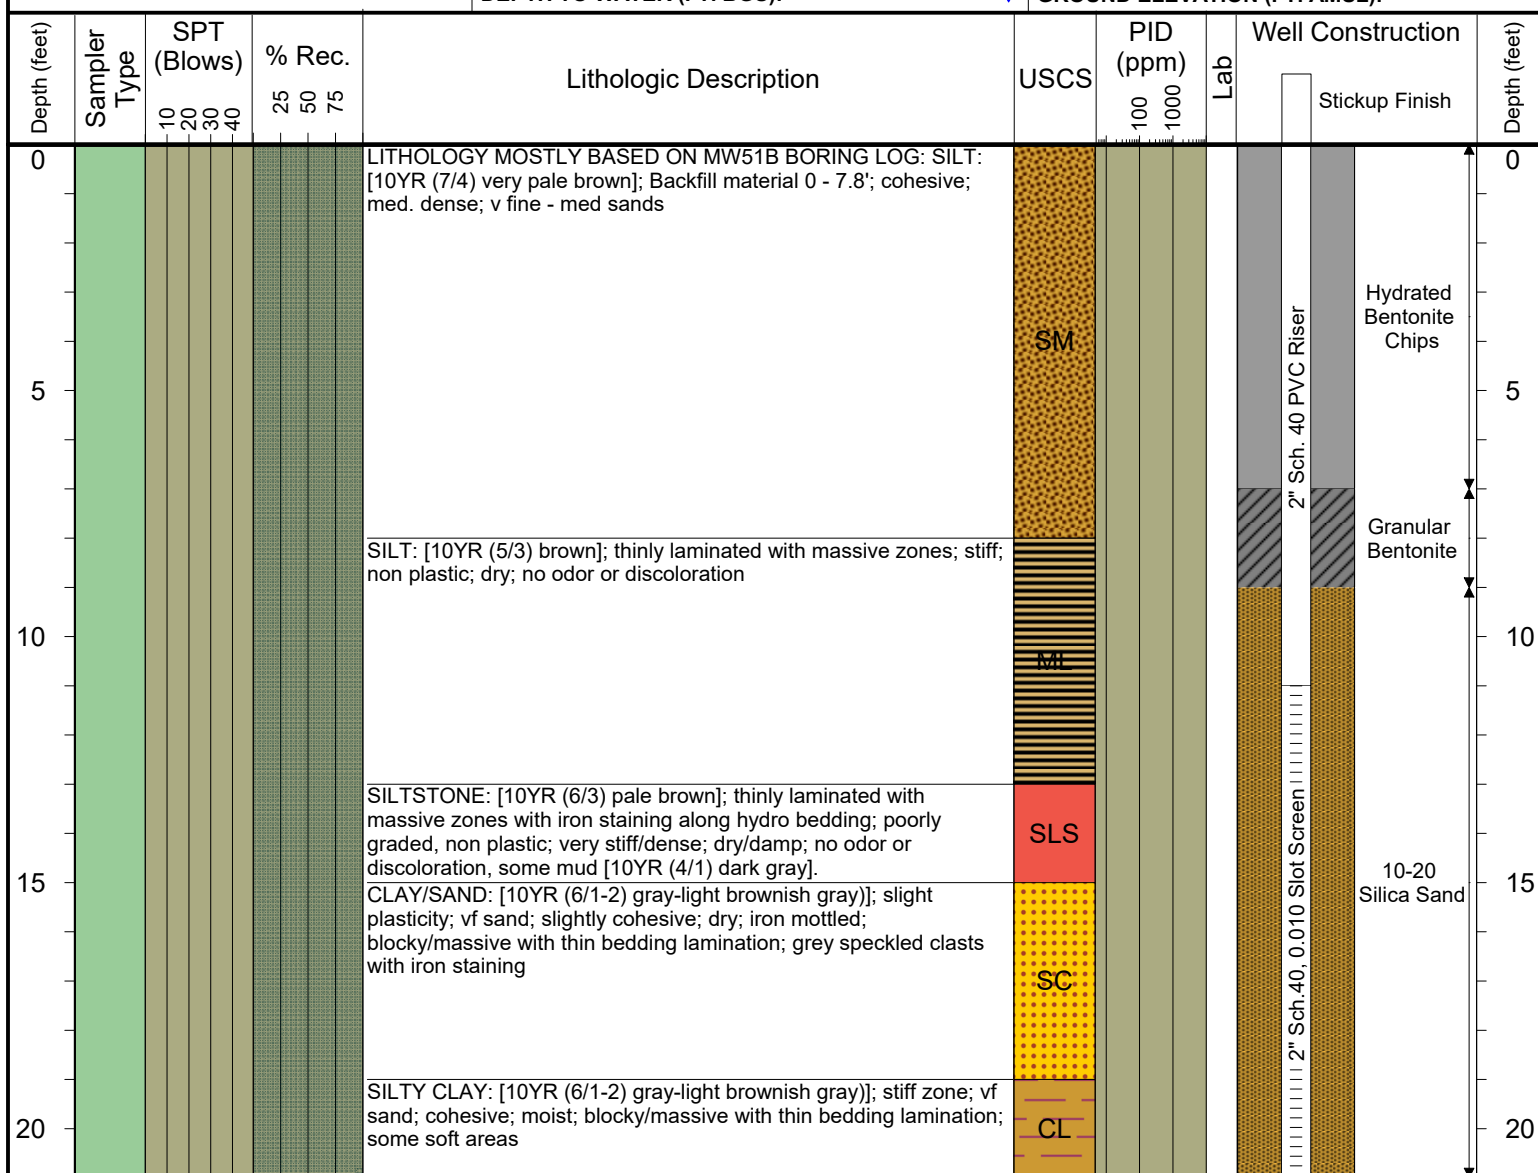 Depth (feet)
Sampler
Type
SPT
(Blows)
10
20
30
40
% Rec.
25
50
75
Lithologic Description
USCS
PID
(ppm)
100
1000
Lab
Well Construction
Stickup Finish
Depth (feet)
0
LITHOLOGY MOSTLY BASED ON MW51B BORING LOG: SILT:
[10YR (7/4) very pale brown]; Backfill material 0 - 7.8'; cohesive;
med. dense; v fine - med sands
SM
2" Sch. 40 PVC Riser
Hydrated
Bentonite
Chips
0
5
5
SILT: [10YR (5/3) brown]; thinly laminated with massive zones; stiff;
non plastic; dry; no odor or discoloration
ML
Granular
Bentonite
10
10
SILTSTONE: [10YR (6/3) pale brown]; thinly laminated with
massive zones with iron staining along hydro bedding; poorly
graded, non plastic; very stiff/dense; dry/damp; no odor or
discoloration, some mud [10YR (4/1) dark gray].
SLS
15
CLAY/SAND: [10YR (6/1-2) gray-light brownish gray)]; slight
plasticity; vf sand; slightly cohesive; dry; iron mottled;
blocky/massive with thin bedding lamination; grey speckled clasts
with iron staining
SC
2" Sch.40, 0.010 Slot Screen
10-20
Silica Sand
15
SILTY CLAY: [10YR (6/1-2) gray-light brownish gray)]; stiff zone; vf
sand; cohesive; moist; blocky/massive with thin bedding lamination;
some soft areas
CL
20
20